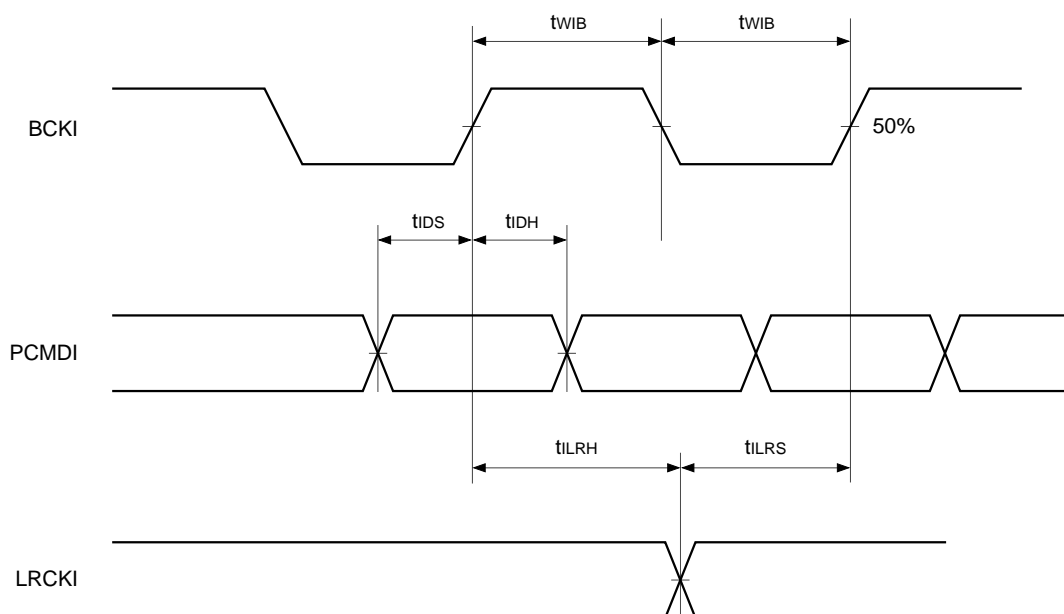 tWIB tWIB
BCKI
50%
tIDS tIDH
PCMDI
tILRH tILRS
LRCKI